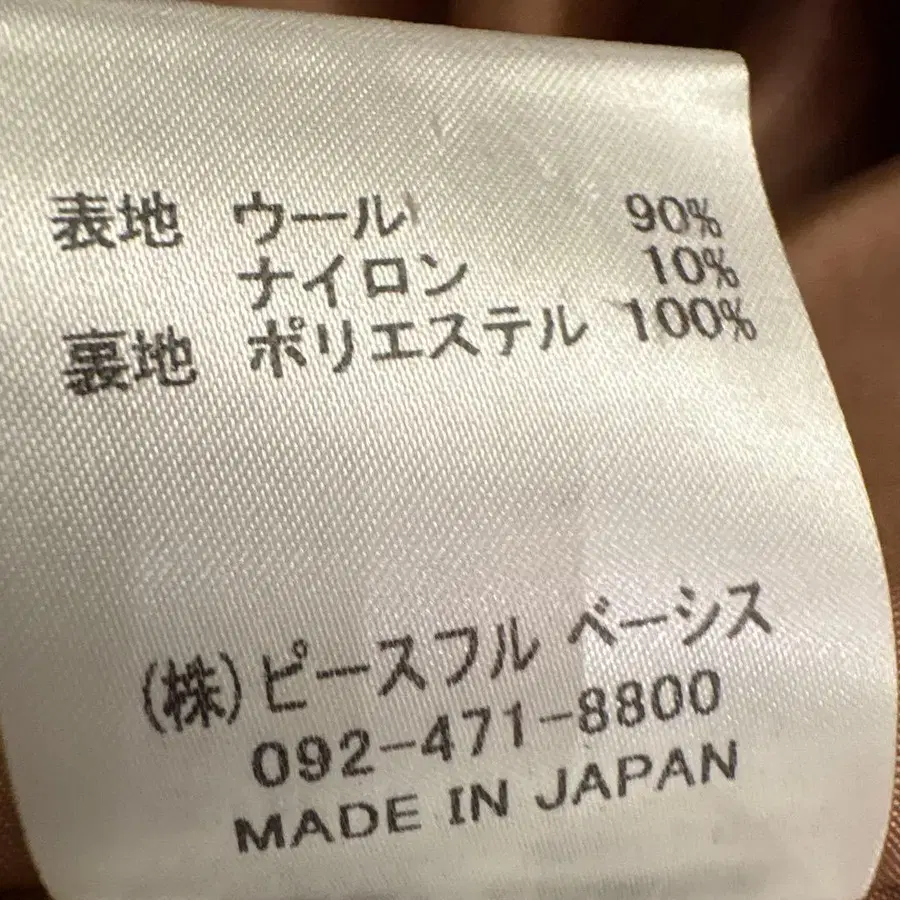 表地 ウール 90%
ナイロン 10%
裏地 ポリエステル 100%
(株)ピースフル ベーシス
092-471-8800
MADE IN JAPAN